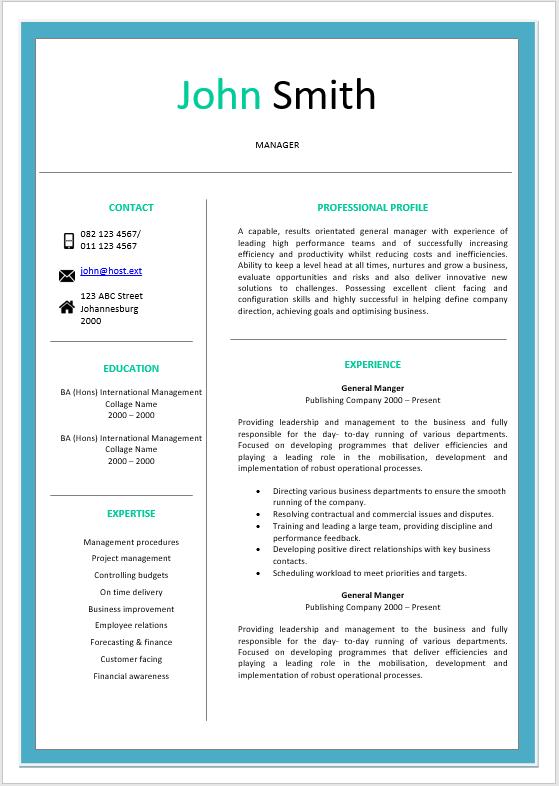 John Smith
MANAGER
CONTACT
082 123 4567/
011 123 4567
john@host.ext
123 ABC Street
Johannesburg
2000
EDUCATION
BA (Hons) International Management
Collage Name
2000 – 2000
BA (Hons) International Management
Collage Name
2000 – 2000
EXPERTISE
Management procedures
Project management
Controlling budgets
On time delivery
Business improvement
Employee relations
Forecasting & finance
Customer facing
Financial awareness
PROFESSIONAL PROFILE
A capable, results orientated general manager with experience of
leading high performance teams and of successfully increasing
efficiency and productivity whilst reducing costs and inefficiencies.
Ability to keep a level head at all times, nurtures and grow a business,
evaluate opportunities and risks and also deliver innovative new
solutions to challenges. Possessing excellent client facing and
configuration skills and highly successful in helping define company
direction, achieving goals and optimising business.
EXPERIENCE
General Manger
Publishing Company 2000 – Present
Providing leadership and management to the business and fully
responsible for the day- to-day running of various departments.
Focused on developing programmes that deliver efficiencies and
playing a leading role in the mobilisation, development and
implementation of robust operational processes.
• Directing various business departments to ensure the smooth
running of the company.
• Resolving contractual and commercial issues and disputes.
• Training and leading a large team, providing discipline and
performance feedback.
• Developing positive direct relationships with key business
contacts.
• Scheduling workload to meet priorities and targets.
General Manger
Publishing Company 2000 – Present
Providing leadership and management to the business and fully
responsible for the day- to-day running of various departments.
Focused on developing programmes that deliver efficiencies and
playing a leading role in the mobilisation, development and
implementation of robust operational processes.